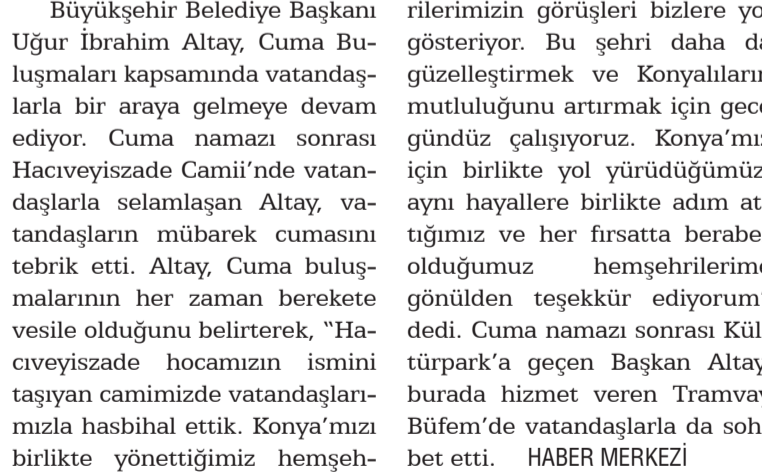 Büyükşehir Belediye Başkanı
Uğur İbrahim Altay, Cuma Bu-
luşmaları kapsamında vatandaş-
larla bir araya gelmeye devam
ediyor. Cuma namazı sonrası
Hacıveyiszade Camii’nde vatan-
daşlarla selamlaşan Altay, va-
tandaşların mübarek cumasını
tebrik etti. Altay, Cuma buluş-
malarının her zaman berekete
vesile olduğunu belirterek, “Ha-
cıveyiszade hocamızın ismini
taşıyan camimizde vatandaşları-
mızla hasbihal ettik. Konya’mızı
birlikte yönettiğimiz hemşeh-
rilerimizin görüşleri bizlere yo
gösteriyor. Bu şehri daha da
güzelleştirmek ve Konyalıların
mutluluğunu artırmak için gece
gündüz çalışıyoruz. Konya’mız
için birlikte yol yürüdüğümüz,
aynı hayallere birlikte adım at-
tığımız ve her fırsatta beraber
olduğumuz hemşehrilerime
gönülden teşekkür ediyorum”
dedi. Cuma namazı sonrası Kül-
türpark’a geçen Başkan Altay,
burada hizmet veren Tramvay
Büfem’de vatandaşlarla da soh-
bet etti. HABER MERKEZİ